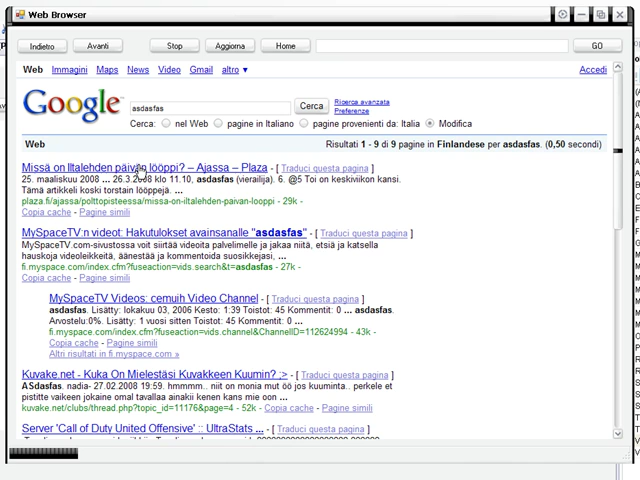 Web Browser
Indietro Avanti Stop Aggiorna Home GO
Web Immagini Maps News Video Gmail altro ▼ Accedi
Google asdasfas Cerca Ricerca avanzata
Preferenze
Cerca: nel Web pagine in Italiano pagine provenienti da: Italia Modifica
Web Risultati 1 - 9 di 9 pagine in Finlandese per asdasfas. (0,50 secondi)
Missä on Iltalehden päivän lööppi? – Ajassa – Plaza - [ Traduci questa pagina ]
25. maaliskuu 2008 ... 26.3.2008 klo 11.10, asdasfas (vierailija). 6. @5 Toi on keskiviikon kansi.
Tämä artikkeli koski torstain lööppejä. ...
plaza.fi/ajassa/polttopisteessa/missa-on-iltalehden-paivan-looppi - 29k -
Copia cache - Pagine simili
MySpaceTV:n videot: Hakutulokset avainsanalle "asdasfas" - [ Traduci questa pagina ]
MySpaceTV.com-sivustossa voit siirtää videoita palvelimelle ja jakaa niitä, etsiä ja katsella
hauskoja videoleikkeitä, äänestää ja kommentoida suosikkejasi, ...
fi.myspace.com/index.cfm?fuseaction=vids.search&t=asdasfas - 27k -
Copia cache - Pagine simili
MySpaceTV Videos: cemuih Video Channel - [ Traduci questa pagina ]
asdasfas. Lisätty: lokakuu 03, 2006 Kesto: 1:39 Toistot: 45 Kommentit: 0 ... asdasfas.
Arvostelu:0%. Lisätty: 1 vuosi sitten Toistot: 45 Kommentit: 0 ...
fi.myspace.com/index.cfm?fuseaction=vids.channel&ChannelID=112624994 - 43k -
Copia cache - Pagine simili
Altri risultati in fi.myspace.com »
Kuvake.net - Kuka On Mielestäsi Kuvakkeen Kuumin? ;> - [ Traduci questa pagina ]
ASdasfas. nadia- 27.02.2008 19:59. hmmmm.. niit on monia mut öö jos kuuminta.. perkele et
pistitte vaikeen jokaine omal tavallaa ainakii kenen kans mie oon ...
kuvake.net/clubs/thread.php?topic_id=11176&page=4 - 52k - Copia cache - Pagine simili
Server 'Call of Duty United Offensive' :: UltraStats ... - [ Traduci questa pagina ]